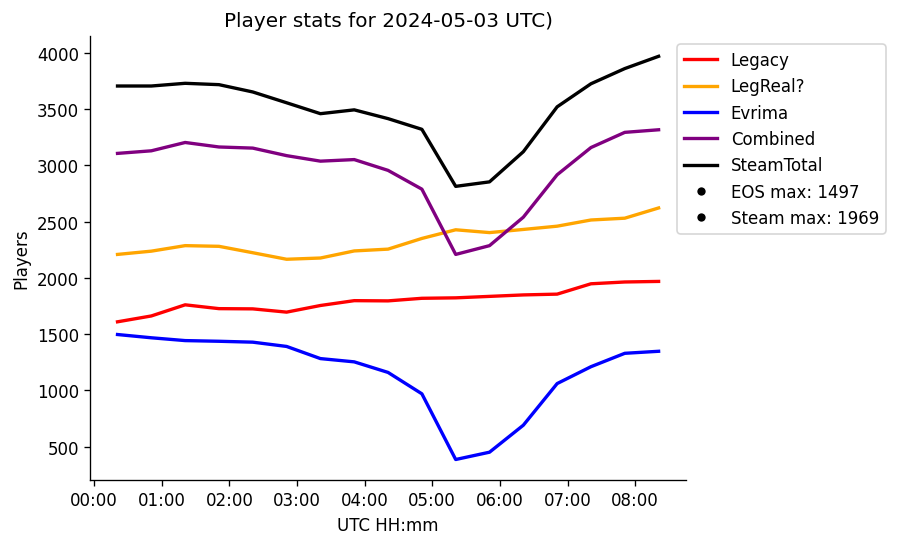 Player stats for 2024-05-03 UTC)
4000
3500
3000
2500
2000
1500
1000
500
Players
00:00 01:00 02:00 03:00 04:00 05:00 06:00 07:00 08:00
UTC HH:mm
Legacy
LegReal?
Evrima
Combined
SteamTotal
EOS max: 1497
Steam max: 1969